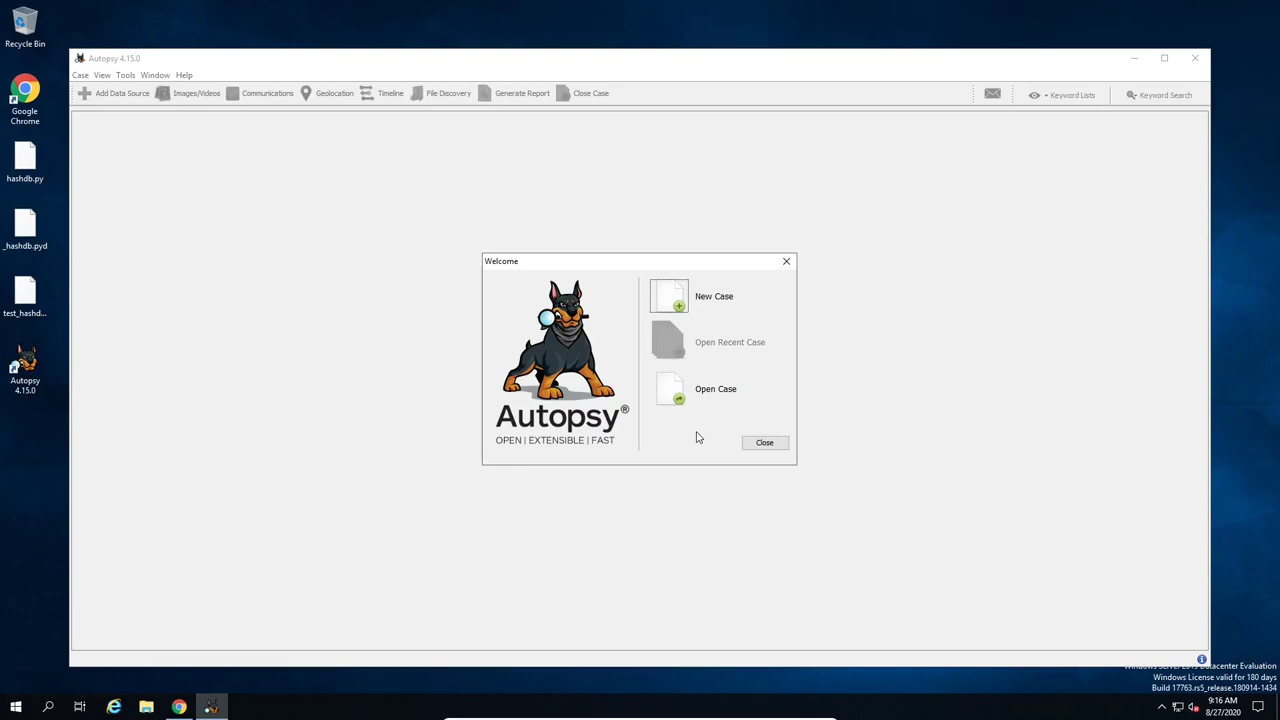 Recycle Bin
Google
Chrome
hashdb.py
_hashdb.pyd
test_hashd...
Autopsy
4.15.0
Autopsy 4.15.0
Case View Tools Window Help
Add Data Source Images/Videos Communications Geolocation Timeline File Discovery Generate Report Close Case Keyword Lists Keyword Search
Welcome
New Case
Open Recent Case
Open Case
Autopsy®
OPEN | EXTENSIBLE | FAST
Close
Datacenter Evaluation
Windows License valid for 180 days
Build 17763.rs5_release.180914-1434
9:16 AM
8/27/2020